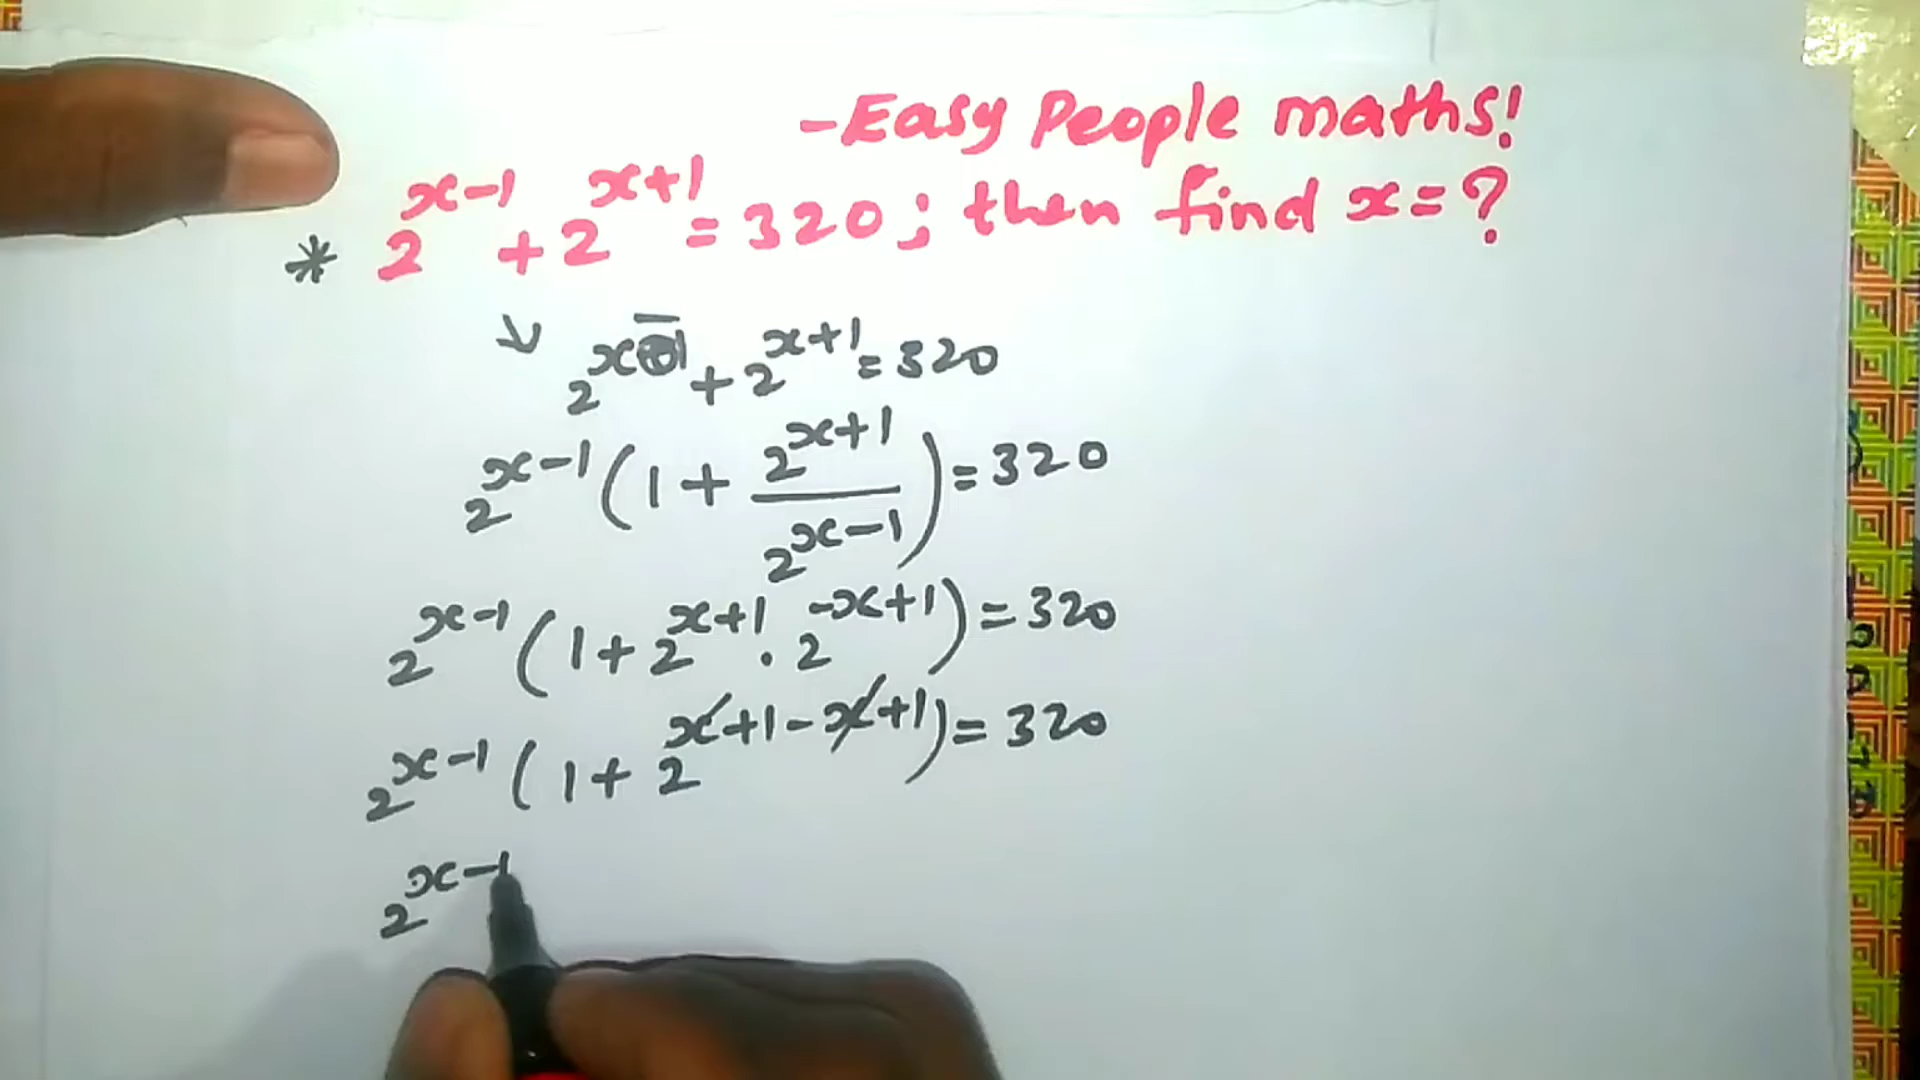 -Easy People maths!
* 2^{x-1} + 2^{x+1} = 320; then find x=?
↓ 2^{x-1} + 2^{x+1} = 320
2^{x-1} (1 + \frac{2^{x+1}}{2^{x-1}}) = 320
2^{x-1} (1 + 2^{x+1} . 2^{-x+1}) = 320
2^{x-1} (1 + 2^{x+1-x+1}) = 320
2^{x-1}